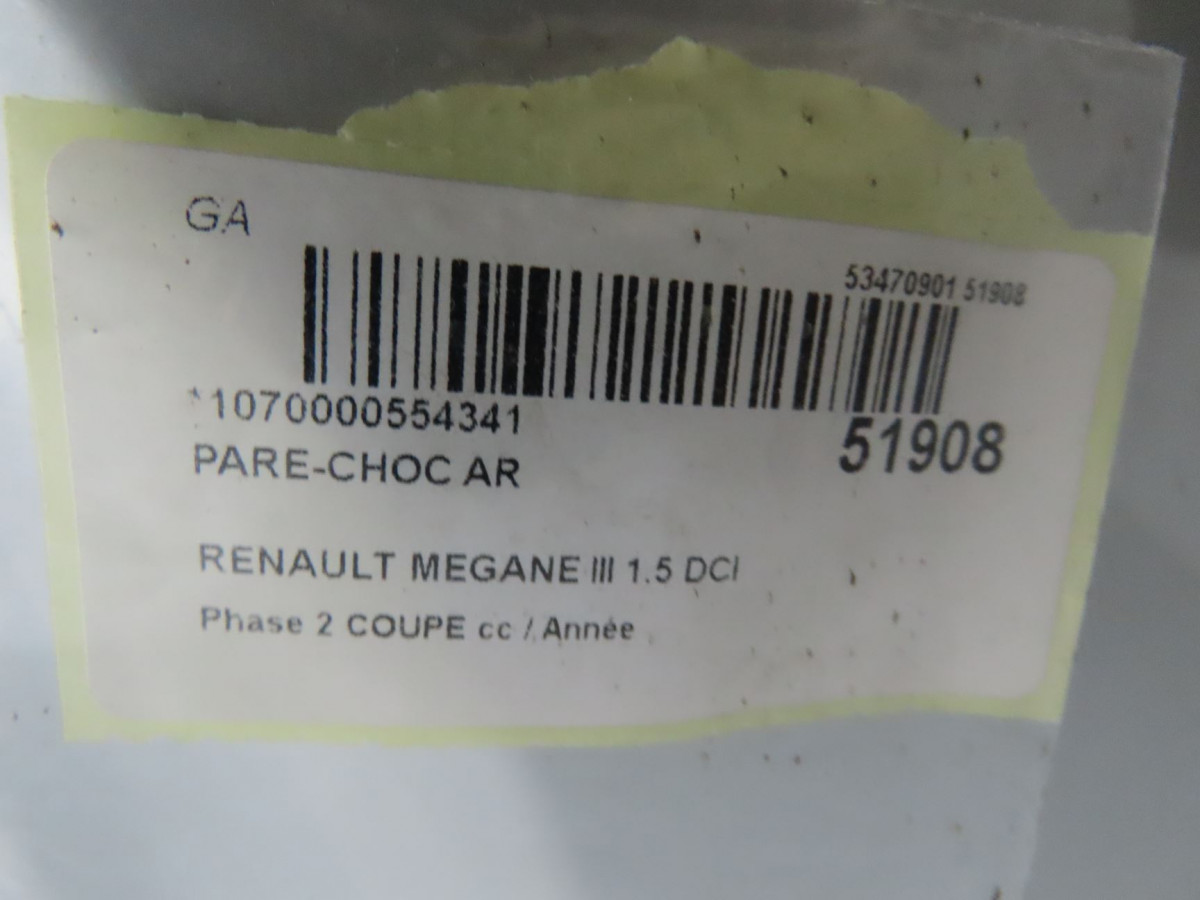 GA
53470901 51908
*1070000554341
51908
PARE-CHOC AR
RENAULT MEGANE III 1.5 DCI
Phase 2 COUPE cc / Année